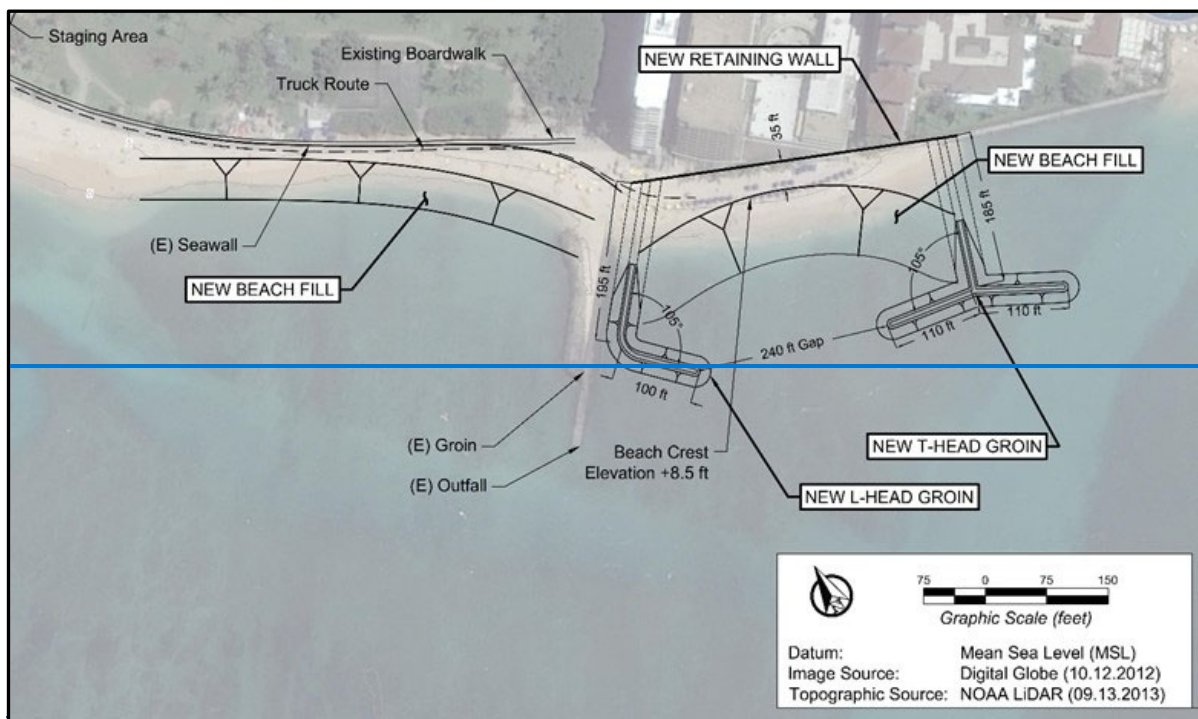 Staging Area
Existing Boardwalk
Truck Route
NEW RETAINING WALL
35 ft
NEW BEACH FILL
(E) Seawall
NEW BEACH FILL
195 ft
105°
105°
185 ft
110 ft
110 ft
240 ft Gap
100 ft
(E) Groin
(E) Outfall
Beach Crest
Elevation +8.5 ft
NEW T-HEAD GROIN
NEW L-HEAD GROIN
75 0 75 150
Graphic Scale (feet)
Datum: Mean Sea Level (MSL)
Image Source: Digital Globe (10.12.2012)
Topographic Source: NOAA LiDAR (09.13.2013)